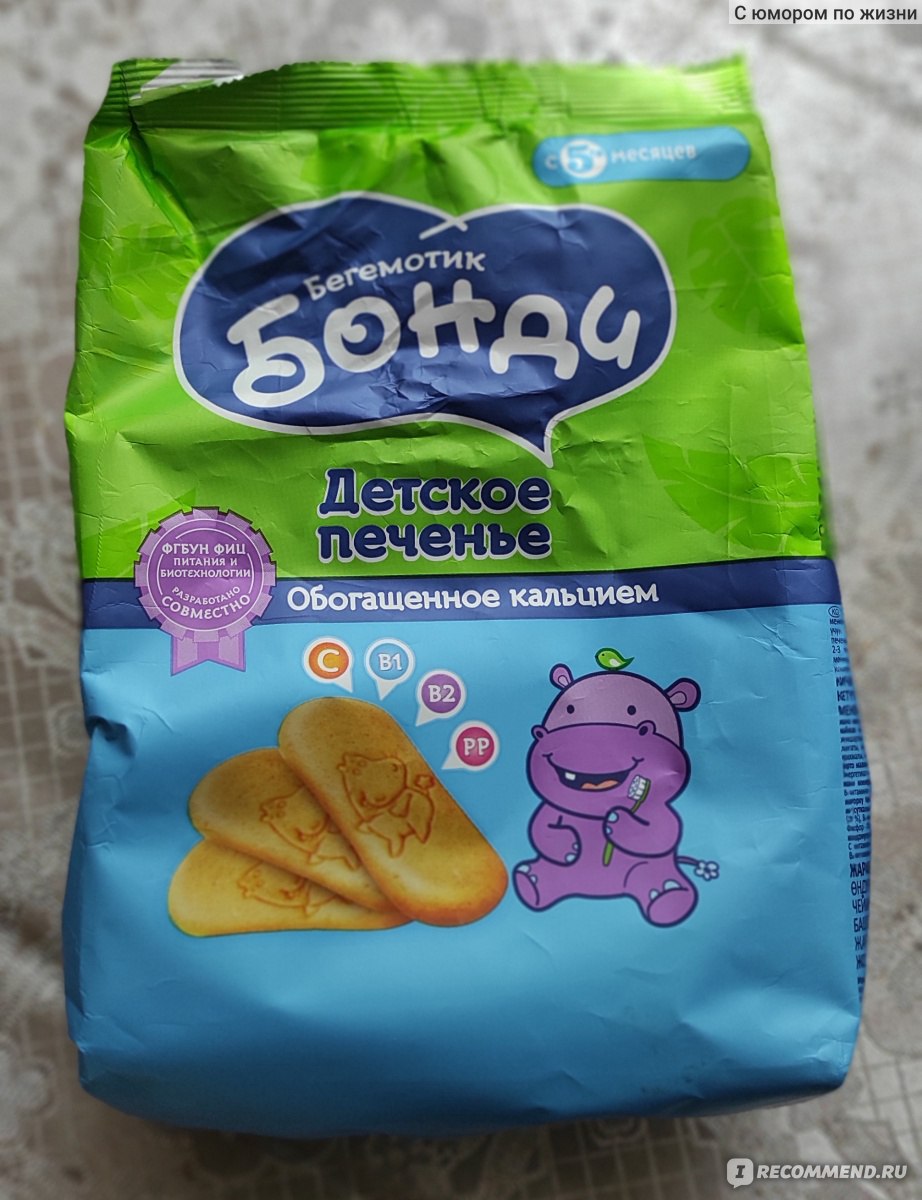 С юмором по жизни
с 5 месяцев
Бегемотик
Бонди
Детское
печенье
ФГБУН ФИЦ
ПИТАНИЯ И
БИОТЕХНОЛОГИИ
РАЗРАБОТАНО
СОВМЕСТНО
Обогащенное кальцием
C
B1
B2
PP
IRECOMMEND.RU